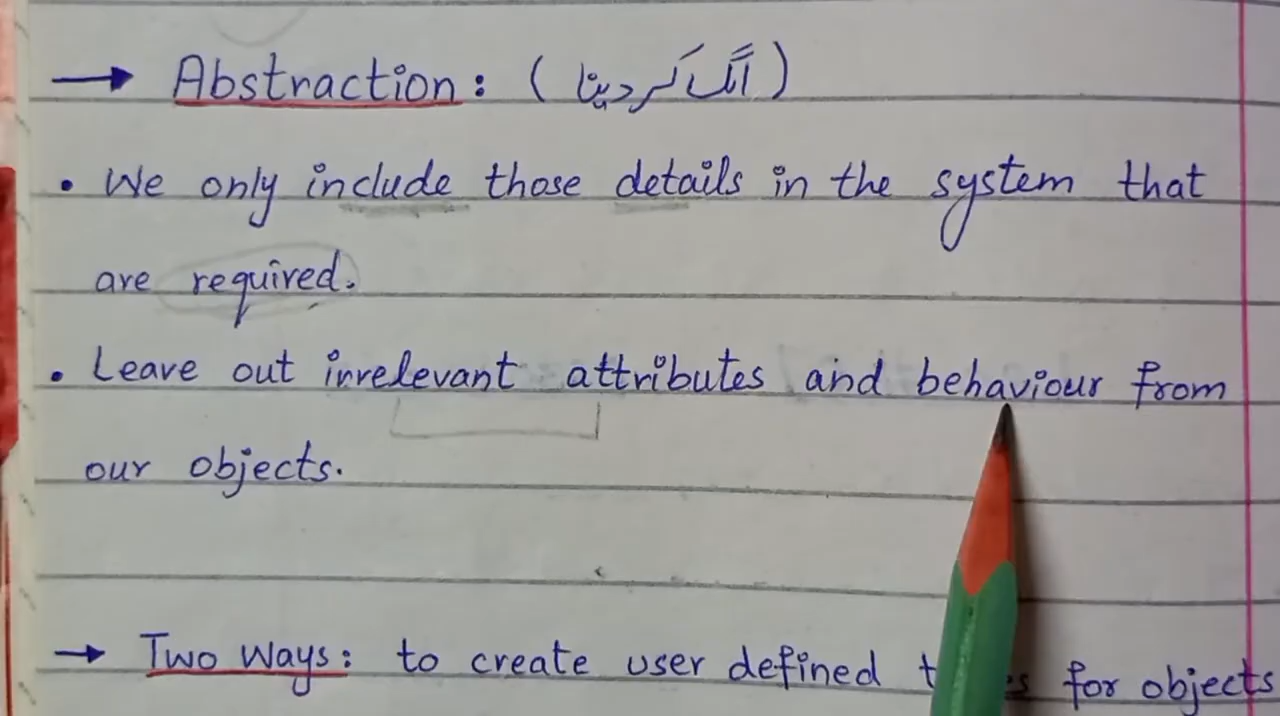 → Abstraction: (الگ کر دینا)
• We only include those details in the system that
are required.
• Leave out irrelevant attributes and behaviour from
our objects.
→ Two Ways: to create user defined for objects